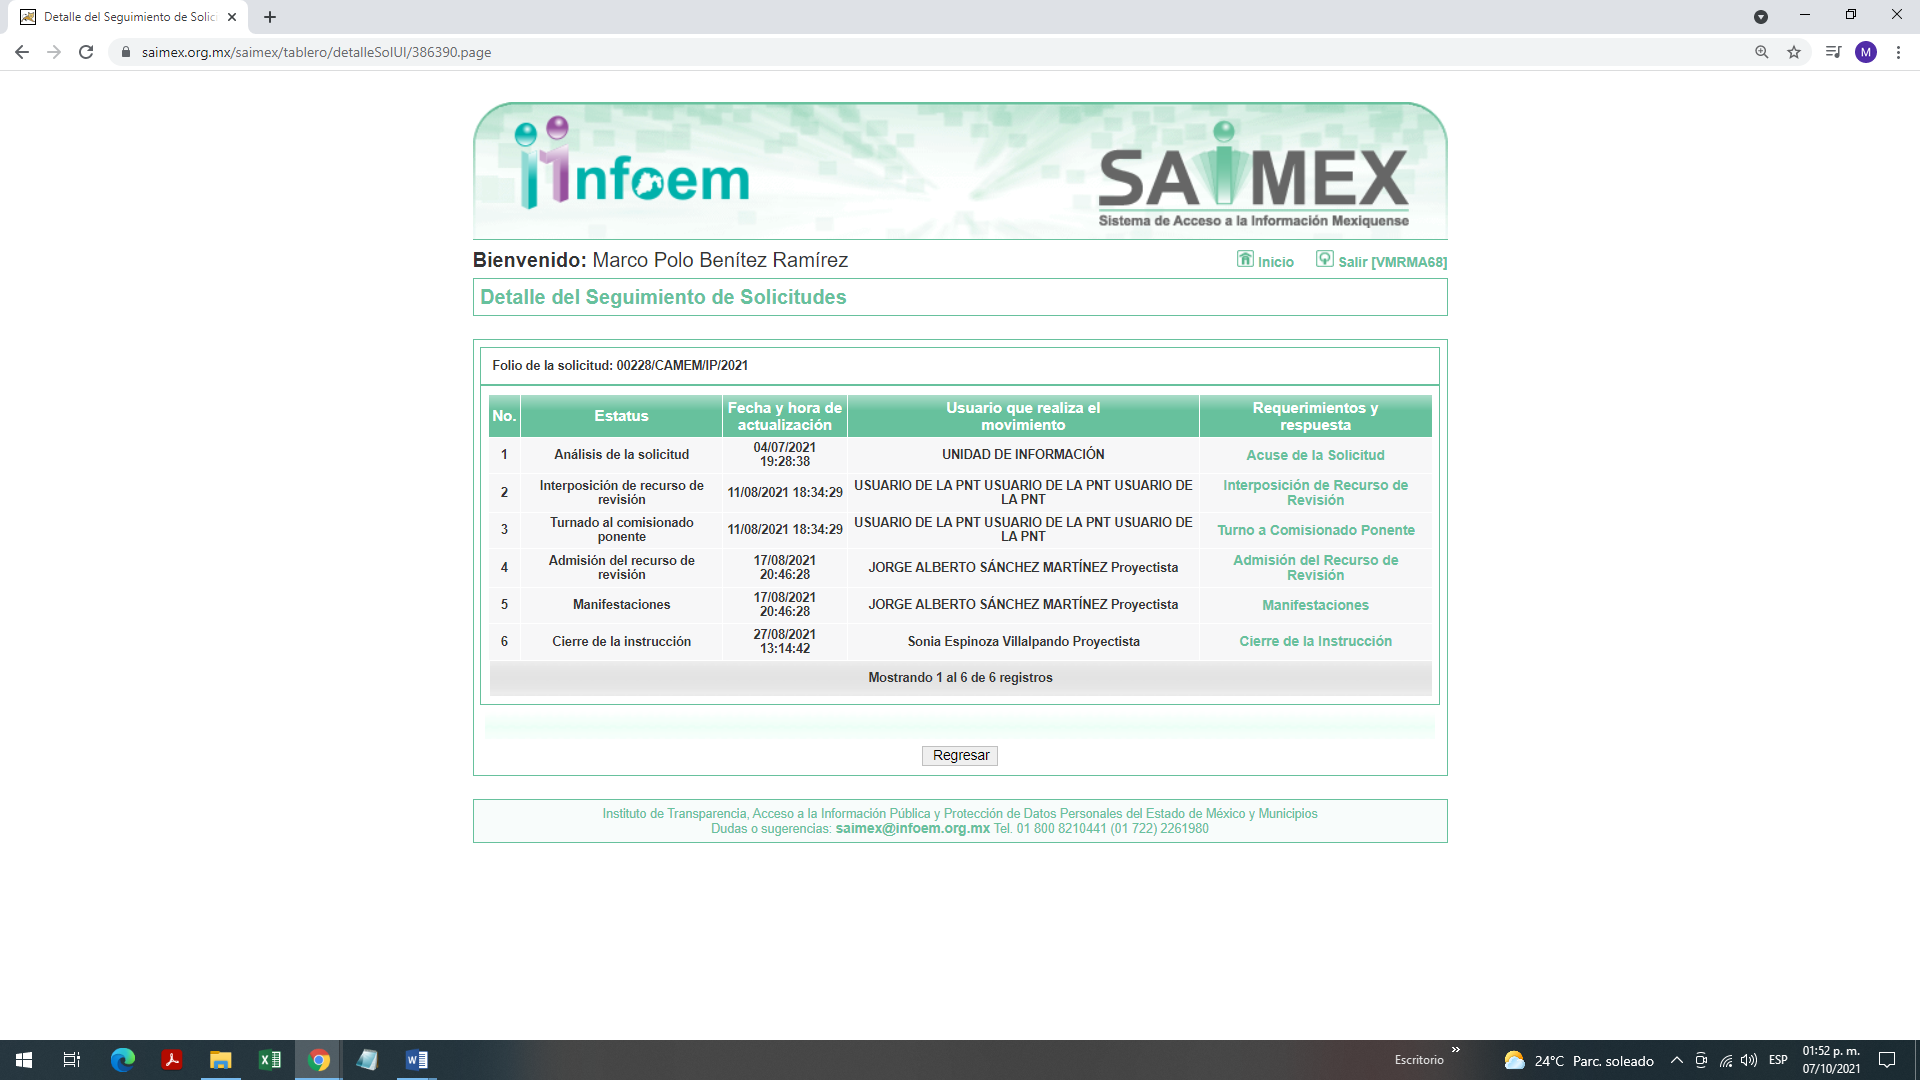 Detalle del Seguimiento de Solici
saimex.org.mx/saimex/tablero/detalleSolUI/386390.page
M
infoem
SAIMEX
Sistema de Acceso a la Información Mexiquense
Bienvenido: Marco Polo Benítez Ramírez
Inicio
Salir [VMRMA68]
Detalle del Seguimiento de Solicitudes
Folio de la solicitud: 00228/CAMEM/IP/2021
No. Estatus Fecha y hora de actualización Usuario que realiza el movimiento Requerimientos y respuesta
1 Análisis de la solicitud 04/07/2021 19:28:38 UNIDAD DE INFORMACIÓN Acuse de la Solicitud
2 Interposición de recurso de revisión 11/08/2021 18:34:29 USUARIO DE LA PNT USUARIO DE LA PNT USUARIO DE LA PNT Interposición de Recurso de Revisión
3 Turnado al comisionado ponente 11/08/2021 18:34:29 USUARIO DE LA PNT USUARIO DE LA PNT USUARIO DE LA PNT Turno a Comisionado Ponente
4 Admisión del recurso de revisión 17/08/2021 20:46:28 JORGE ALBERTO SÁNCHEZ MARTÍNEZ Proyectista Admisión del Recurso de Revisión
5 Manifestaciones 17/08/2021 20:46:28 JORGE ALBERTO SÁNCHEZ MARTÍNEZ Proyectista Manifestaciones
6 Cierre de la instrucción 27/08/2021 13:14:42 Sonia Espinoza Villalpando Proyectista Cierre de la Instrucción
Mostrando 1 al 6 de 6 registros
Regresar
Instituto de Transparencia, Acceso a la Información Pública y Protección de Datos Personales del Estado de México y Municipios
Dudas o sugerencias: saimex@infoem.org.mx Tel. 01 800 8210441 (01 722) 2261980
Escritorio
24°C Parc. soleado
ESP
01:52 p. m.
07/10/2021